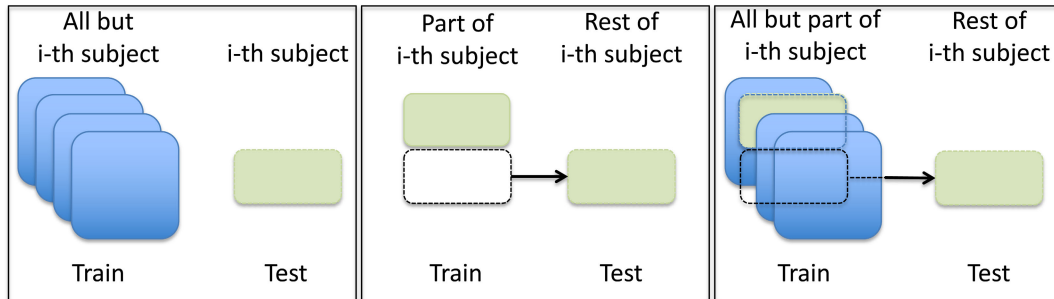 All but
i-th subject
i-th subject
Train
Test
Part of
i-th subject
Rest of
i-th subject
Train
Test
All but part of
i-th subject
Rest of
i-th subject
Train
Test